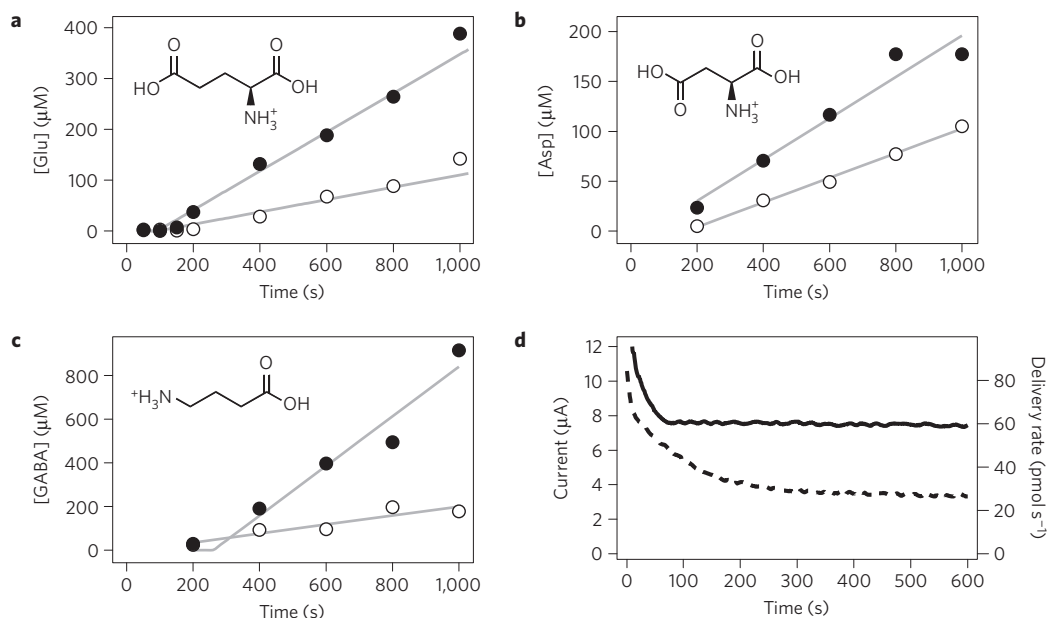 a
400
300
200
100
0
[Glu] (μM)
O
O
HO
OH
NH₃⁺
0
200
400
600
800
1,000
Time (s)
b
200
150
100
50
0
[Asp] (μM)
O
HO
OH
O
NH₃⁺
0
200
400
600
800
1,000
Time (s)
c
800
600
400
200
0
[GABA] (μM)
O
⁺H₃N
OH
0
200
400
600
800
1,000
Time (s)
d
12
10
8
6
4
2
0
Current (μA)
80
60
40
20
0
Delivery rate (pmol s⁻¹)
0
100
200
300
400
500
600
Time (s)